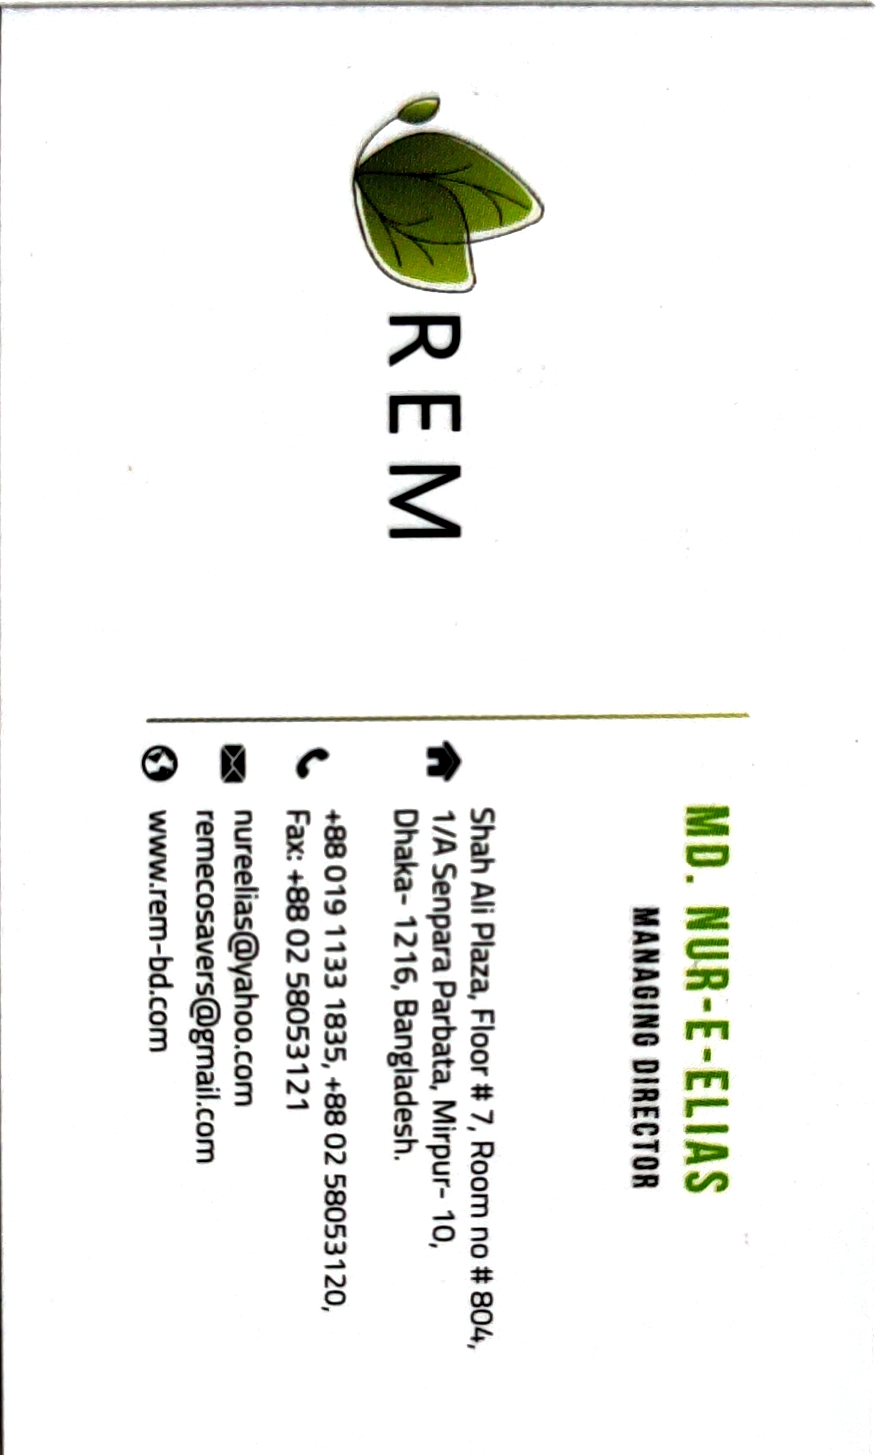 REM
MD. NUR-E-ELIAS
MANAGING DIRECTOR
Shah Ali Plaza, Floor # 7, Room no # 804,
1/A Senpara Parbata, Mirpur- 10,
Dhaka- 1216, Bangladesh.
+88 019 1133 1835, +88 02 58053120,
Fax: +88 02 58053121
nureelias@yahoo.com
remecosavers@gmail.com
www.rem-bd.com